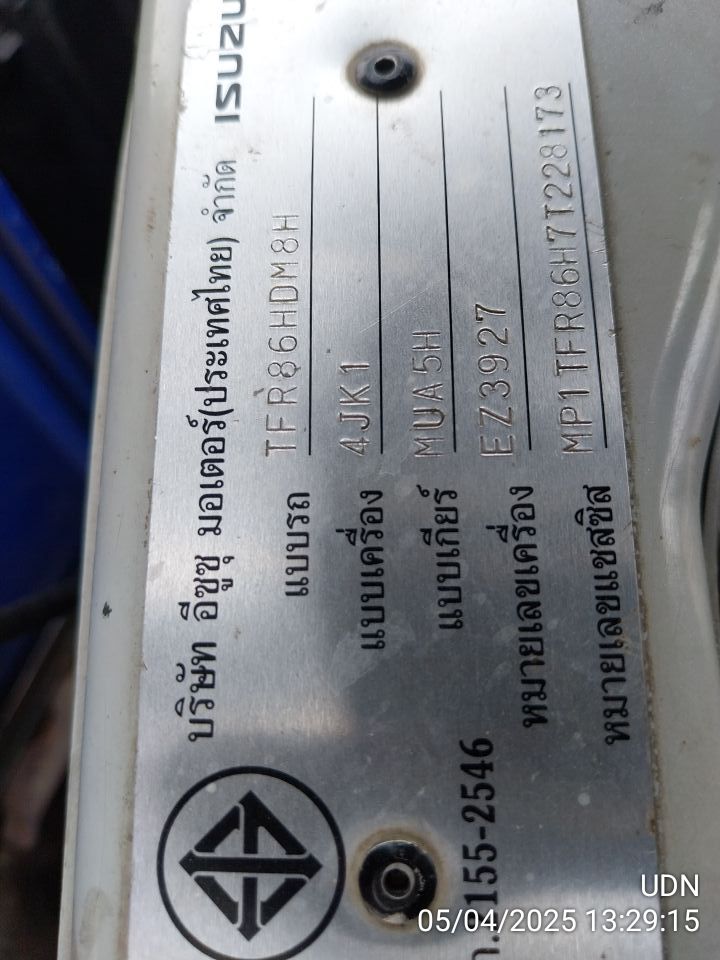 บริษัท อีซูซุ มอเตอร์(ประเทศไทย) จำกัด ISUZU
แบบรถ TFR86HDM8H
แบบเครื่อง 4JK1
แบบเกียร์ MUA5H
หมายเลขเครื่อง EZ3927
หมายเลขแชสซิส MP1TFR86H7T228173
ก.155-2546
UDN
05/04/2025 13:29:15